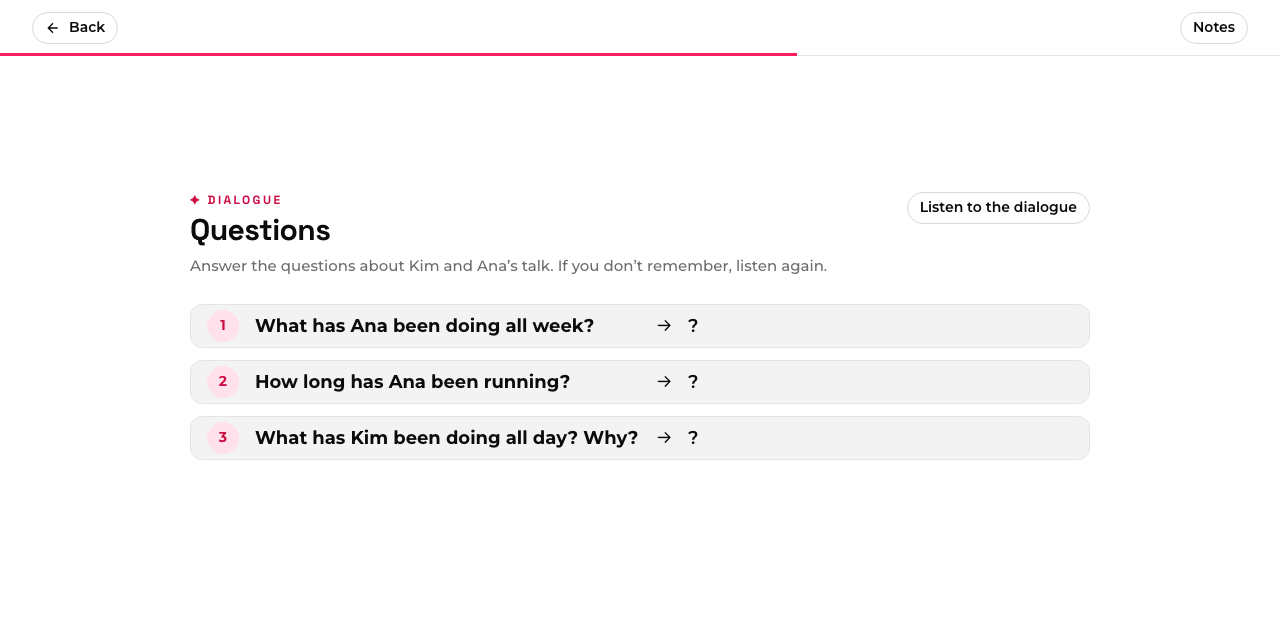 Back
Notes
DIALOGUE
Questions
Listen to the dialogue
Answer the questions about Kim and Ana’s talk. If you don’t remember, listen again.
1 What has Ana been doing all week? → ?
2 How long has Ana been running? → ?
3 What has Kim been doing all day? Why? → ?